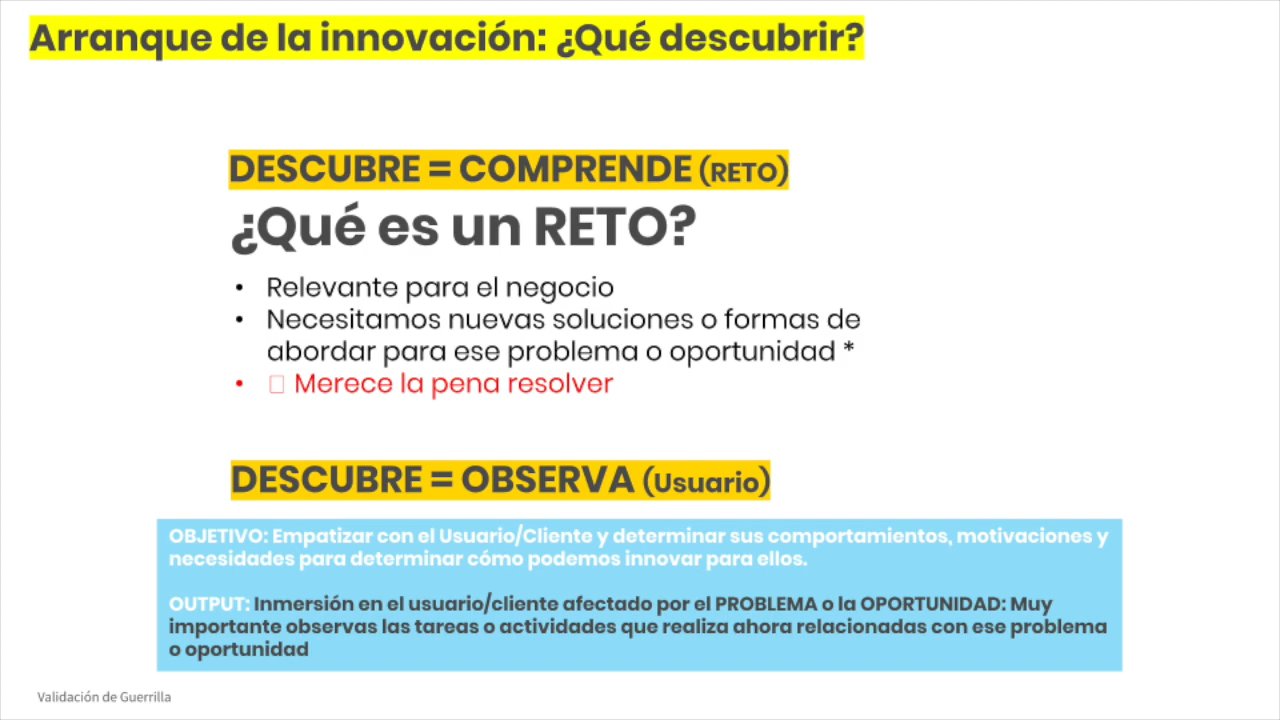 Arranque de la innovación: ¿Qué descubrir?
DESCUBRE = COMPRENDE (RETO)
¿Qué es un RETO?
• Relevante para el negocio
• Necesitamos nuevas soluciones o formas de
abordar para ese problema o oportunidad *
• Merece la pena resolver
DESCUBRE = OBSERVA (Usuario)
OBJETIVO: Empatizar con el Usuario/Cliente y determinar sus comportamientos, motivaciones y
necesidades para determinar cómo podemos innovar para ellos.
OUTPUT: Inmersión en el usuario/cliente afectado por el PROBLEMA o la OPORTUNIDAD: Muy
importante observas las tareas o actividades que realiza ahora relacionadas con ese problema
o oportunidad
Validación de Guerrilla